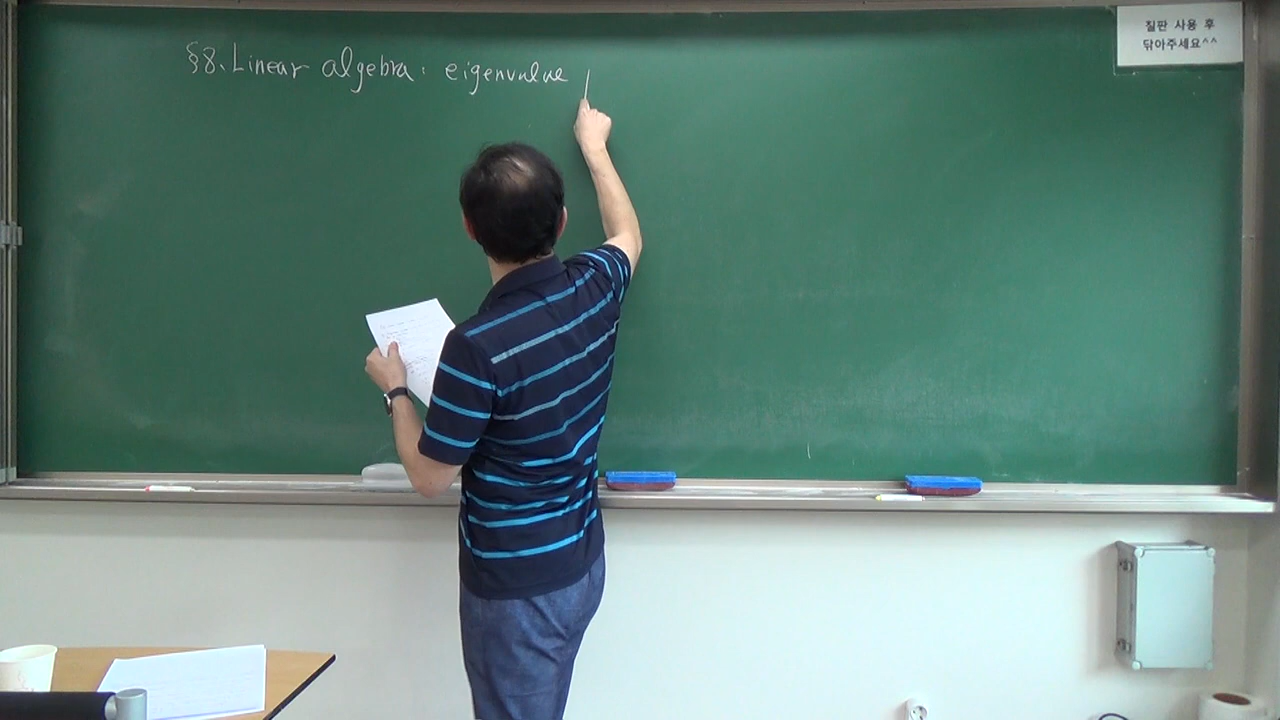 §8. Linear algebra: eigenvalue
칠판 사용 후
닦아주세요^^